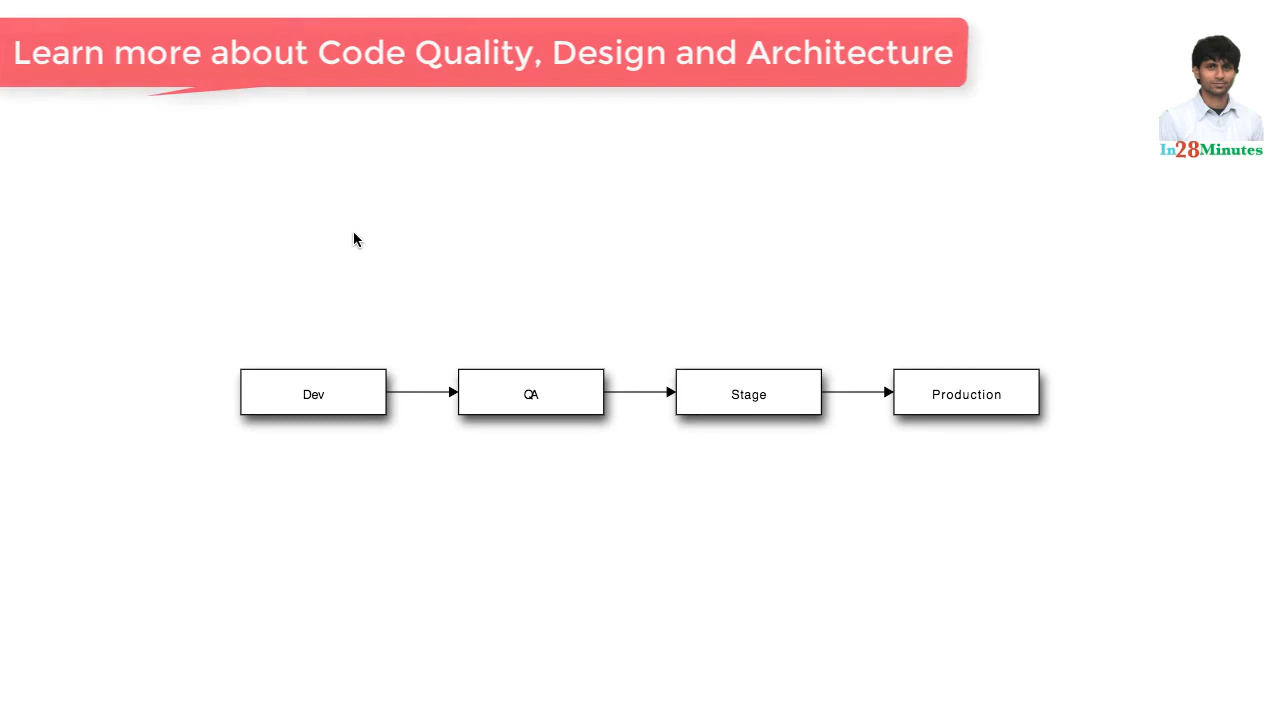 Learn more about Code Quality, Design and Architecture
In28Minutes
Dev
QA
Stage
Production